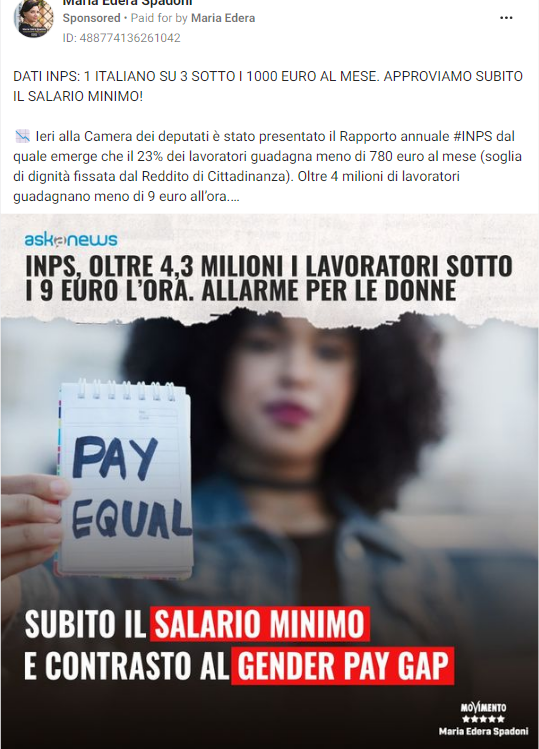 Maria Edera Spadoni
Sponsored • Paid for by Maria Edera
ID: 488774136261042
DATI INPS: 1 ITALIANO SU 3 SOTTO I 1000 EURO AL MESE. APPROVIAMO SUBITO
IL SALARIO MINIMO!
Ieri alla Camera dei deputati è stato presentato il Rapporto annuale #INPS dal
quale emerge che il 23% dei lavoratori guadagna meno di 780 euro al mese (soglia
di dignità fissata dal Reddito di Cittadinanza). Oltre 4 milioni di lavoratori
guadagnano meno di 9 euro all'ora....
askanews
INPS, OLTRE 4,3 MILIONI I LAVORATORI SOTTO
I 9 EURO L'ORA. ALLARME PER LE DONNE
PAY
EQUAL
SUBITO IL SALARIO MINIMO
E CONTRASTO AL GENDER PAY GAP
MOVIMENTO
Maria Edera Spadoni